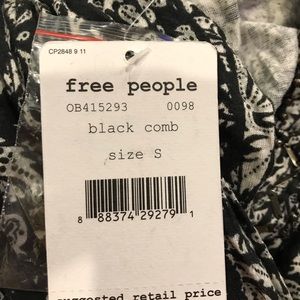 CP2848 9 11
free people
OB415293 0098
black comb
size S
8 88374 29279 1
suggested retail price